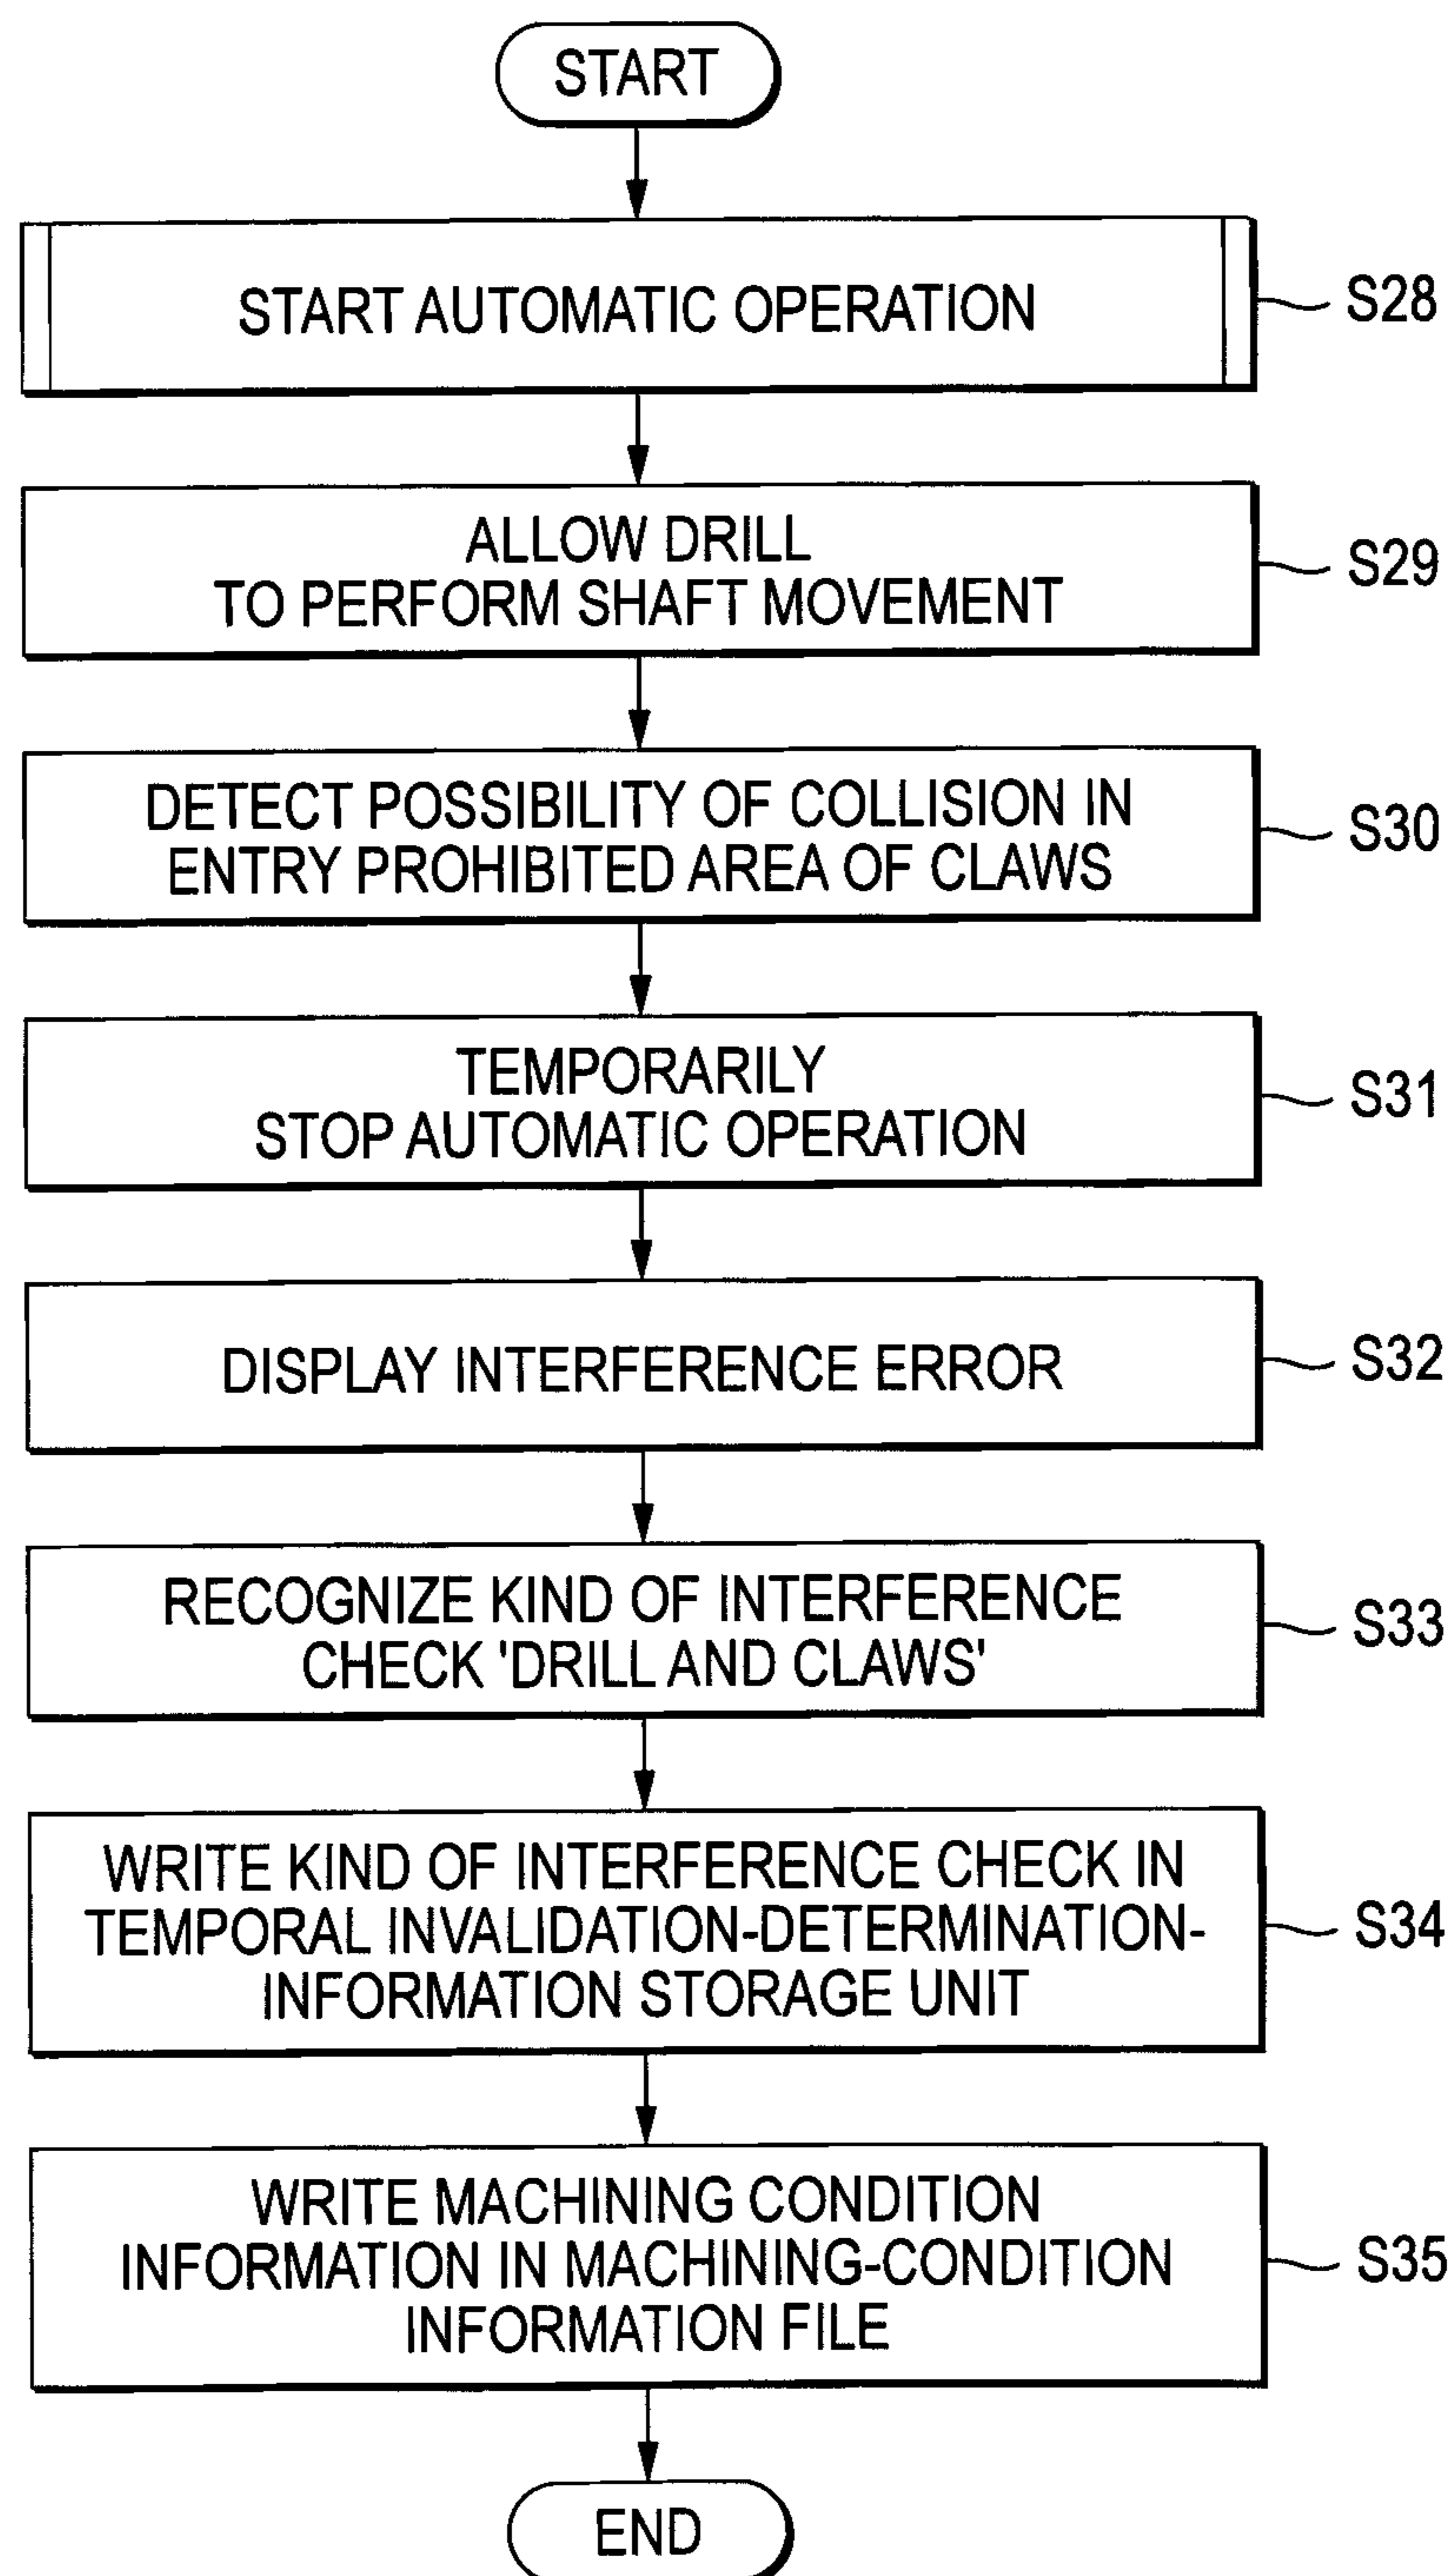 START
START AUTOMATIC OPERATION
S28
ALLOW DRILL
TO PERFORM SHAFT MOVEMENT
S29
DETECT POSSIBILITY OF COLLISION IN
ENTRY PROHIBITED AREA OF CLAWS
S30
TEMPORARILY
STOP AUTOMATIC OPERATION
S31
DISPLAY INTERFERENCE ERROR
S32
RECOGNIZE KIND OF INTERFERENCE
CHECK 'DRILL AND CLAWS'
S33
WRITE KIND OF INTERFERENCE CHECK IN
TEMPORAL INVALIDATION-DETERMINATION-
INFORMATION STORAGE UNIT
S34
WRITE MACHINING CONDITION
INFORMATION IN MACHINING-CONDITION
INFORMATION FILE
S35
END